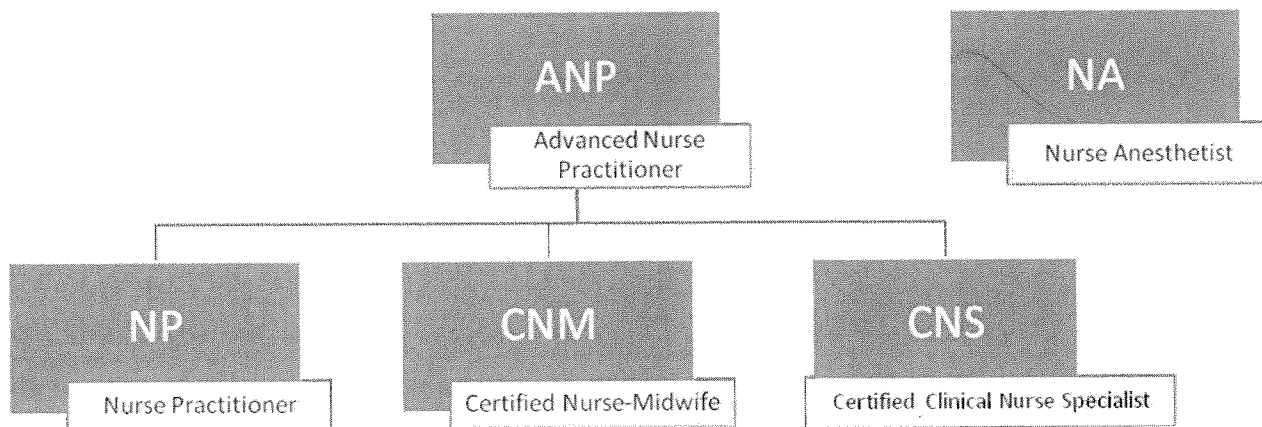 ANP
Advanced Nurse
Practitioner
NA
Nurse Anesthetist
NP
Nurse Practitioner
CNM
Certified Nurse-Midwife
CNS
Certified Clinical Nurse Specialist